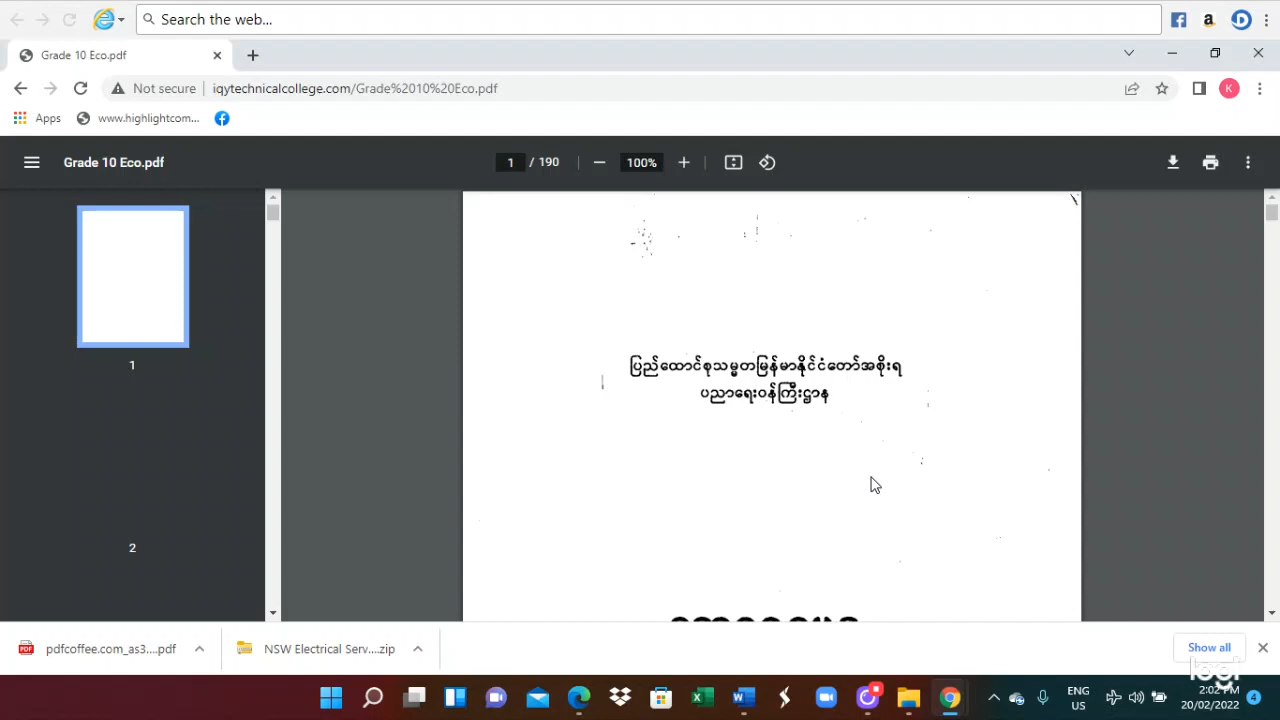 Search the web...
Grade 10 Eco.pdf
Not secure
iqytechnicalcollege.com/Grade%2010%20Eco.pdf
K
Apps
www.highlightcom...
Grade 10 Eco.pdf
1 / 190
100%
1
2
ပြည်ထောင်စုသမ္မတမြန်မာနိုင်ငံတော်အစိုးရ
ပညာရေးဝန်ကြီးဌာန
pdfcoffee.com_as3....pdf
NSW Electrical Serv....zip
Show all
logi
ENG
US
2:02 PM
20/02/2022
4